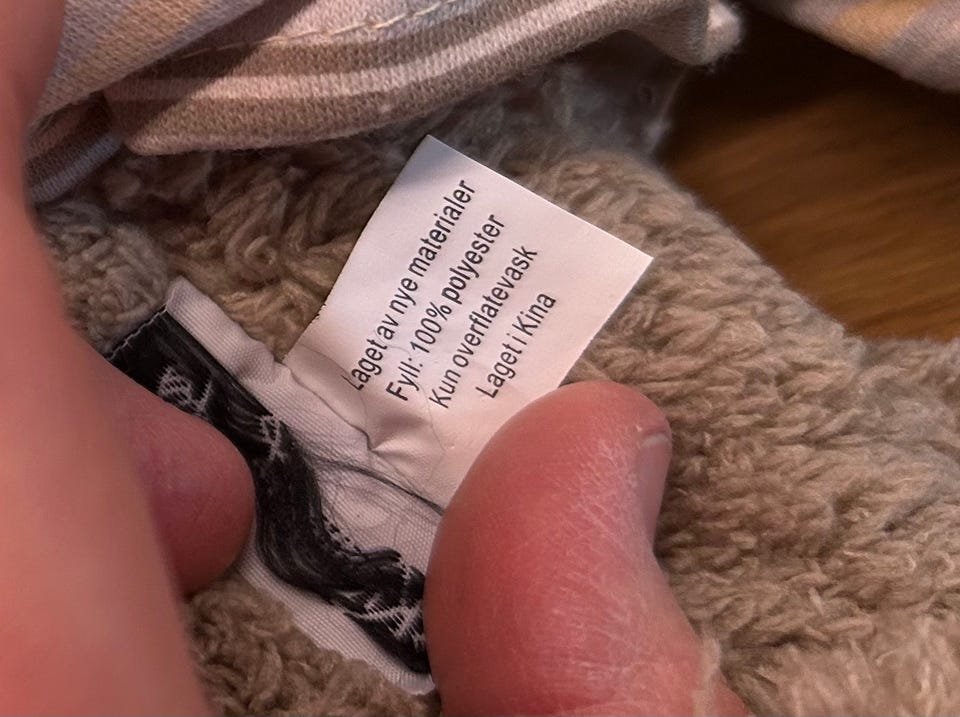 Laget av nye materialer
Fyll: 100% polyester
Kun overflatevask
Laget i Kina